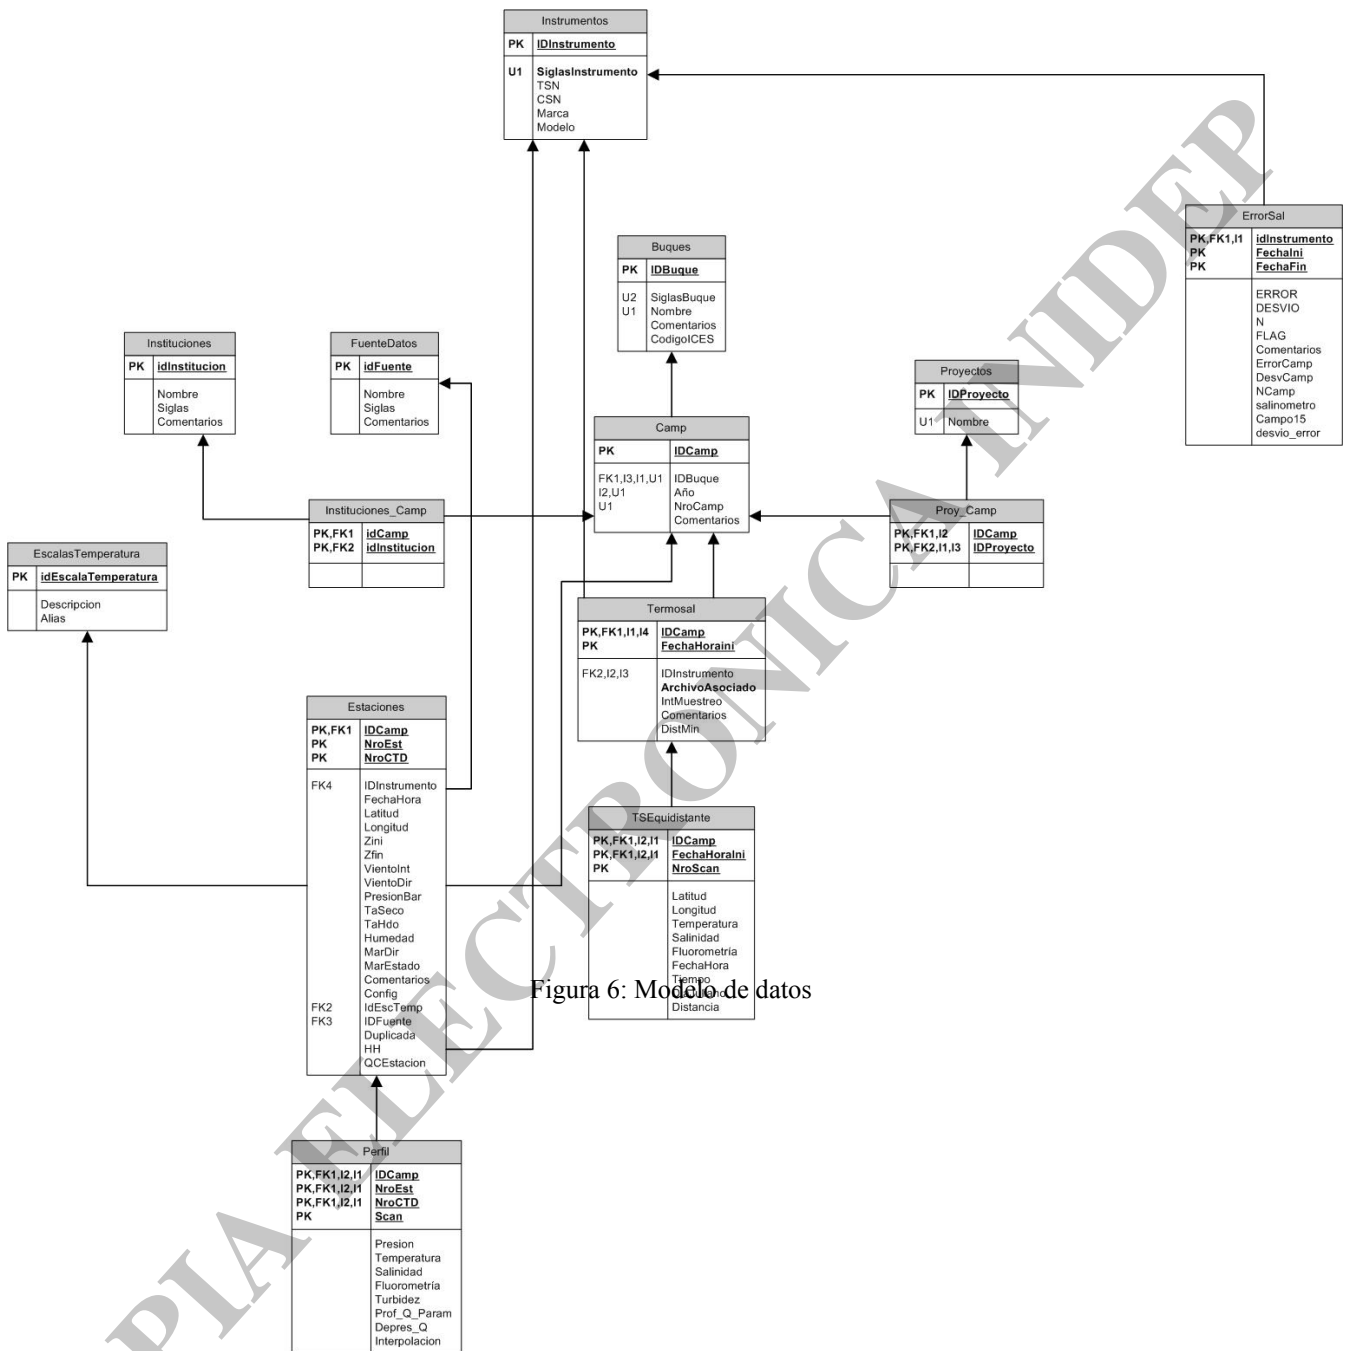 Instrumentos
PK IDInstrumento
U1 SiglasInstrumento
TSN
CSN
Marca
Modelo
ErrorSal
PK,FK1,I1 idInstrumento
PK FechaIni
PK FechaFin
ERROR
DESVIO
N
FLAG
Comentarios
ErrorCamp
DesvCamp
NCamp
salinometro
Campo15
desvio_error
Buques
PK IDBuque
U2 SiglasBuque
U1 Nombre
Comentarios
CodigoICES
Instituciones
PK idInstitucion
Nombre
Siglas
Comentarios
FuenteDatos
PK idFuente
Nombre
Siglas
Comentarios
Proyectos
PK IDProyecto
U1 Nombre
Camp
PK IDCamp
FK1,I3,I1,U1 IDBuque
I2,U1 Año
U1 NroCamp
Comentarios
Instituciones_Camp
PK,FK1 idCamp
PK,FK2 idInstitucion
Proy_Camp
PK,FK1,I2 IDCamp
PK,FK2,I1,I3 IDProyecto
EscalasTemperatura
PK idEscalaTemperatura
Descripcion
Alias
Termosal
PK,FK1,I1,I4 IDCamp
PK FechaHoraini
FK2,I2,I3 IDInstrumento
ArchivoAsociado
IntMuestreo
Comentarios
DistMin
Estaciones
PK,FK1 IDCamp
PK NroEst
PK NroCTD
FK4 IDInstrumento
FechaHora
Latitud
Longitud
Zini
Zfin
VientoInt
VientoDir
PresionBar
TaSeco
TaHdo
Humedad
MarDir
MarEstado
Comentarios
Config
FK2 IdEscTemp
FK3 IDFuente
Duplicada
HH
QCEstacion
TSEquidistante
PK,FK1,I2,I1 IDCamp
PK,FK1,I2,I1 FechaHoraIni
PK NroScan
Latitud
Longitud
Temperatura
Salinidad
Fluorometría
FechaHora
Tiempo
Distancia
Figura 6: Modelo de datos
Perfil
PK,FK1,I2,I1 IDCamp
PK,FK1,I2,I1 NroEst
PK,FK1,I2,I1 NroCTD
PK Scan
Presion
Temperatura
Salinidad
Fluorometría
Turbidez
Prof_Q_Param
Depres_Q
Interpolacion
PIA ELECTRONICA INIDEP